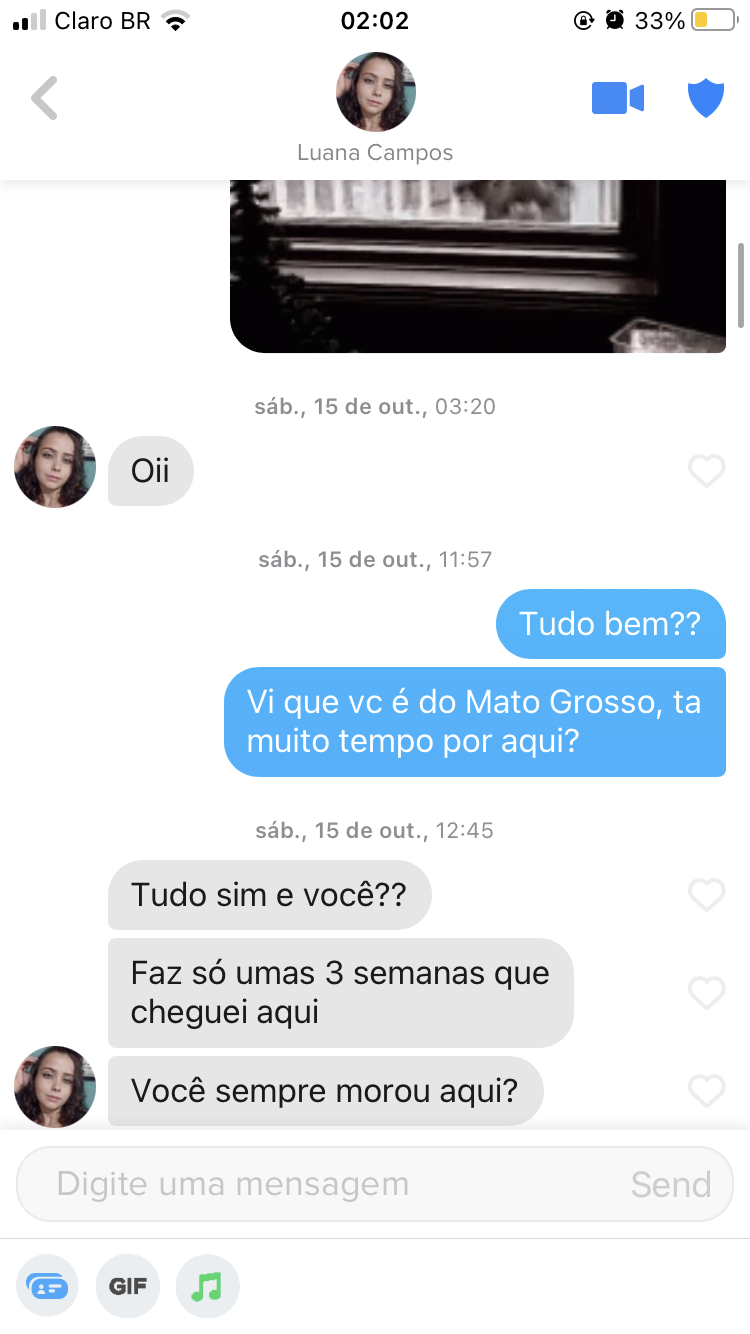 Claro BR
02:02
33%
Luana Campos
sáb., 15 de out., 03:20
Oii
sáb., 15 de out., 11:57
Tudo bem??
Vi que vc é do Mato Grosso, ta
muito tempo por aqui?
sáb., 15 de out., 12:45
Tudo sim e você??
Faz só umas 3 semanas que
cheguei aqui
Você sempre morou aqui?
Digite uma mensagem
Send
GIF